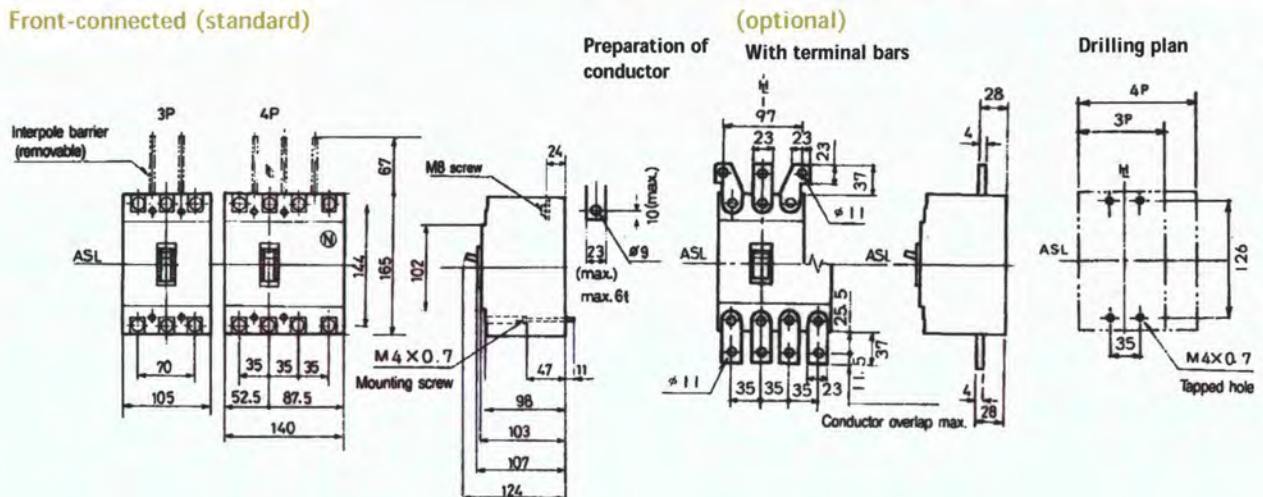 Front-connected (standard)
(optional)
Preparation of
conductor
With terminal bars
Drilling plan
3P
4P
Interpole barrier
(removable)
67
ASL
N
144
165
70
105
35
35
35
52.5
87.5
140
M8 screw
24
102
M4×0.7
Mounting screw
47
11
98
103
107
124
10 (max.)
23
(max.)
ø9
max.6t
97
23
23
23
37
ø11
ASL
25.5
37
11.5
ø11
35
35
35
23
Conductor overlap max.
28
4
ASL
4
28
4P
3P
ASL
126
35
M4×0.7
Tapped hole